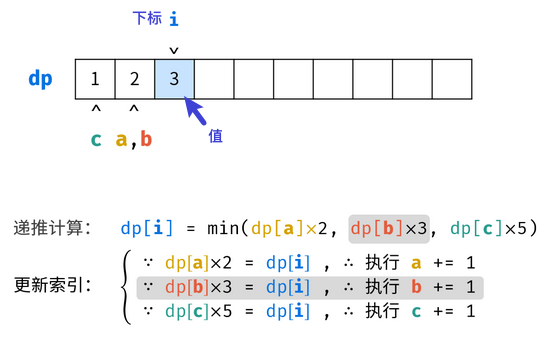 下标 i
dp 1 2 3
c a,b
值
递推计算： dp[i] = min(dp[a]×2, dp[b]×3, dp[c]×5)
∵ dp[a]×2 = dp[i] , ∴ 执行 a += 1
更新索引： ∵ dp[b]×3 = dp[i] , ∴ 执行 b += 1
∵ dp[c]×5 = dp[i] , ∴ 执行 c += 1